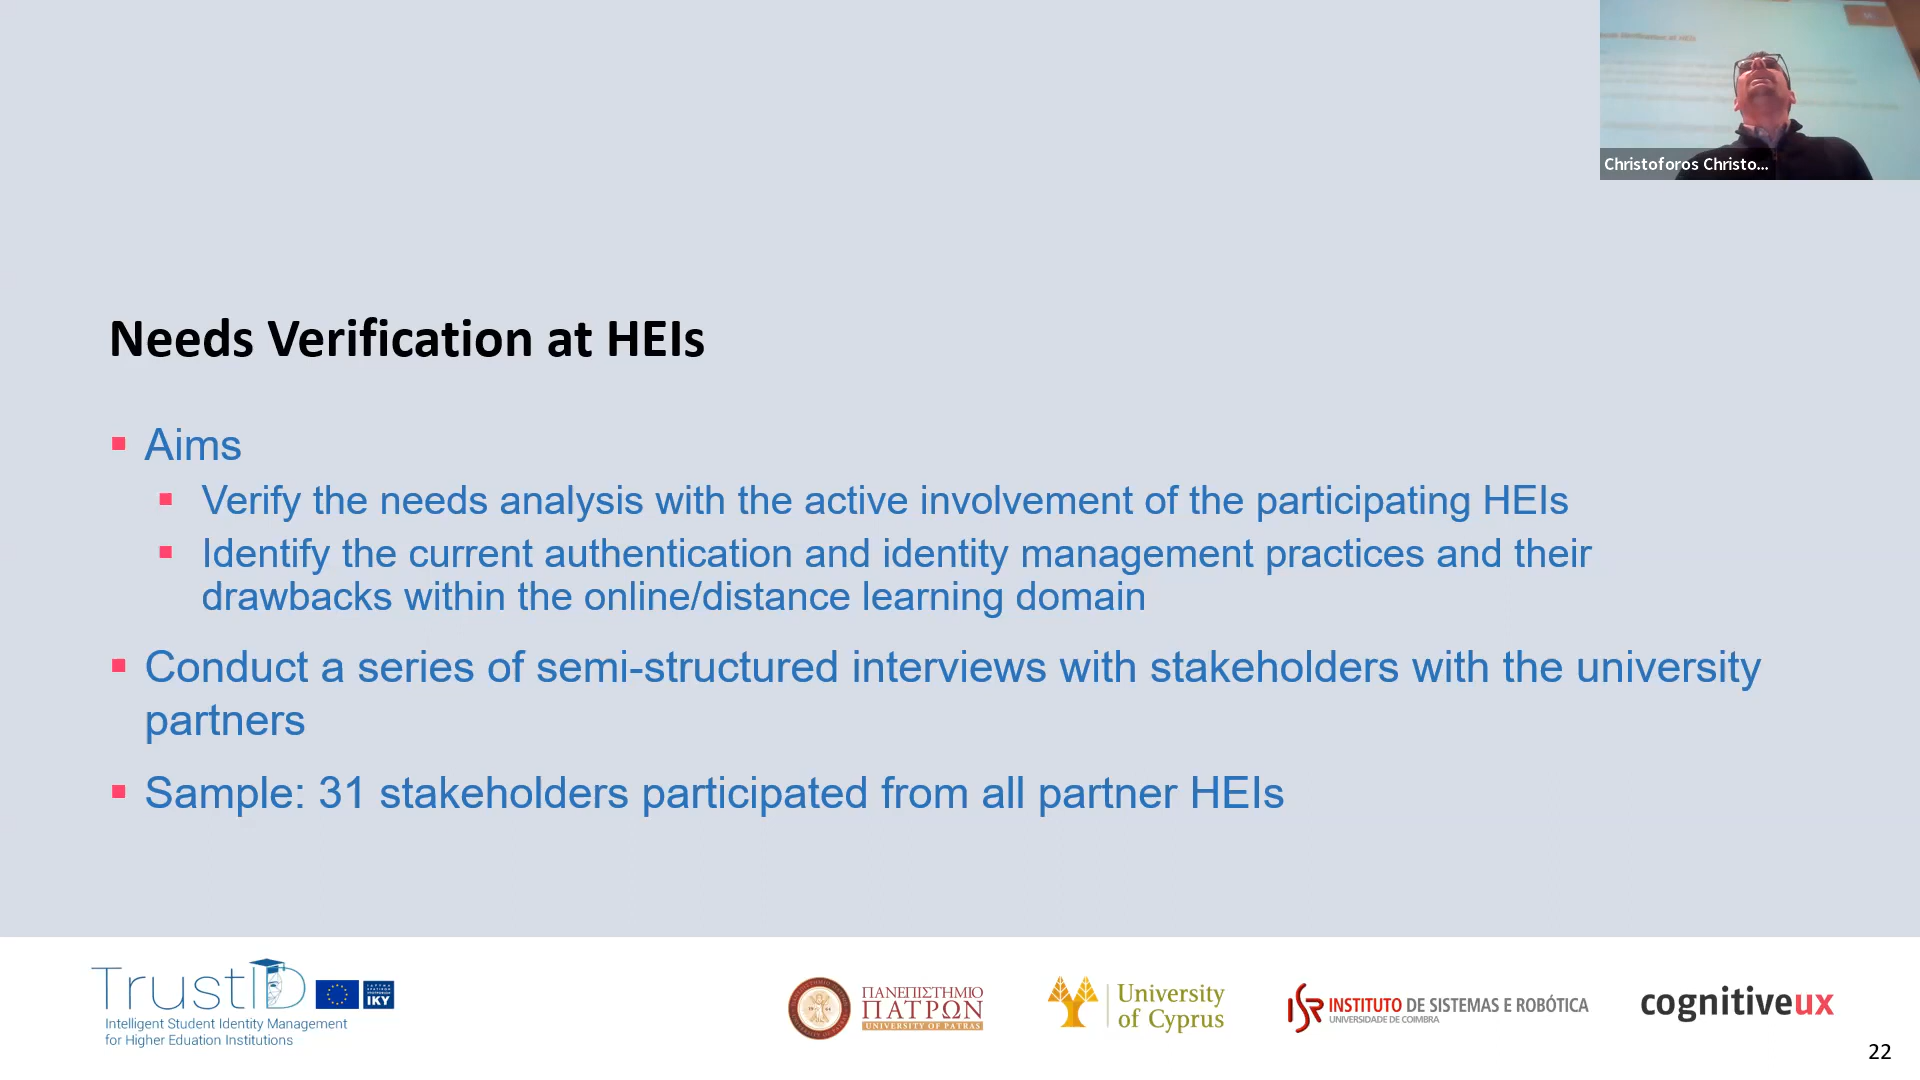 Christoforos Christo...
Needs Verification at HEIs
Aims
Verify the needs analysis with the active involvement of the participating HEIs
Identify the current authentication and identity management practices and their
drawbacks within the online/distance learning domain
Conduct a series of semi-structured interviews with stakeholders with the university
partners
Sample: 31 stakeholders participated from all partner HEIs
TrustID
IKY
Intelligent Student Identity Management
for Higher Eduation Institutions
ΠΑΝΕΠΙΣΤΗΜΙΟ
ΠΑΤΡΩΝ
UNIVERSITY OF PATRAS
University
of Cyprus
ISR INSTITUTO DE SISTEMAS E ROBÓTICA
UNIVERSIDADE DE COIMBRA
cognitiveux
22